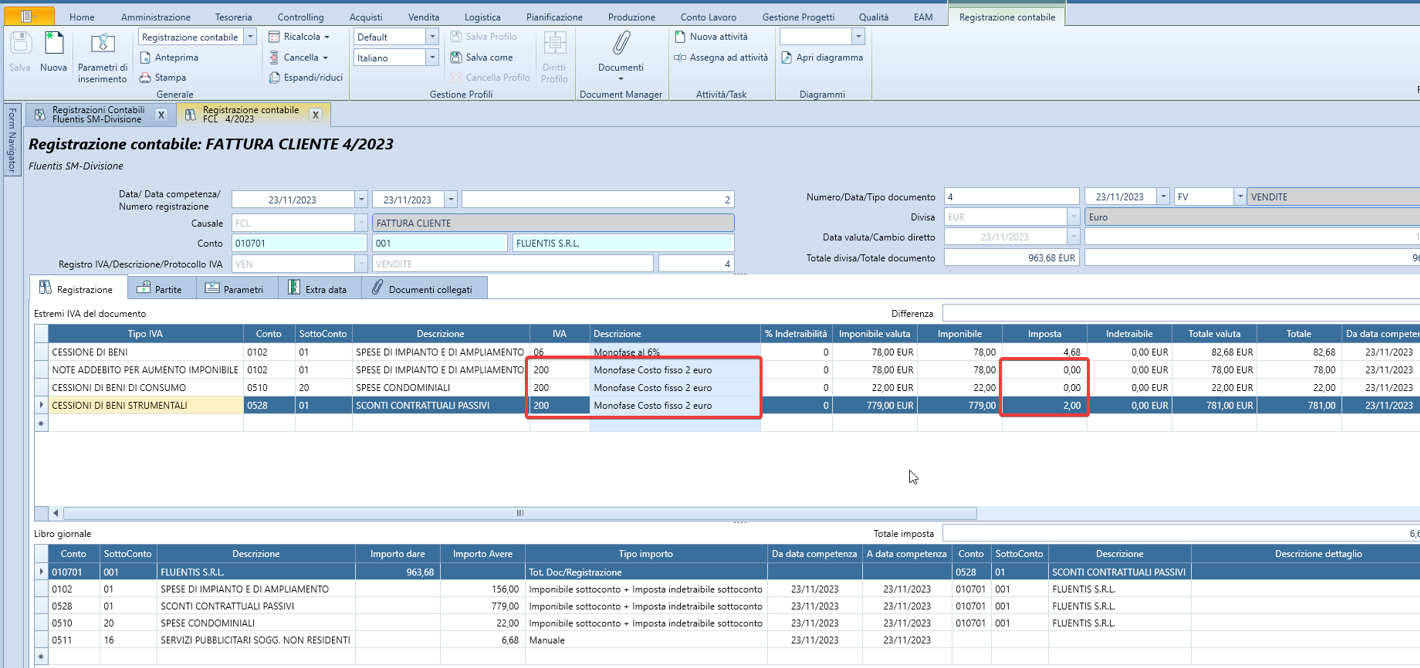 Home Amministrazione Tesoreria Controlling Acquisti Vendita Logistica Pianificazione Produzione Conto Lavoro Gestione Progetti Qualità EAM Registrazione contabile
Salva Nuova Parametri di inserimento
Registrazione contabile
Anteprima
Stampa
Ricalcola
Cancella
Espandi/riduci
Generale
Default
Italiano
Salva Profilo
Salva come
Cancella Profilo
Diritti Profilo
Gestione Profili
Documenti
Document Manager
Nuova attività
Assegna ad attività
Attività/Task
Apri diagramma
Diagrammi
Form Navigator
Registrazioni Contabili
Fluentis SM-Divisione X
Registrazione contabile
FCL 4/2023 X
Registrazione contabile: FATTURA CLIENTE 4/2023
Fluentis SM-Divisione
Data/ Data competenza/
Numero registrazione 23/11/2023 23/11/2023 2
Causale FCL FATTURA CLIENTE
Conto 010701 001 FLUENTIS S.R.L.
Registro IVA/Descrizione/Protocollo IVA VEN VENDITE 4
Numero/Data/Tipo documento 4 23/11/2023 FV VENDITE
Divisa EUR Euro
Data valuta/Cambio diretto 23/11/2023 1
Totale divisa/Totale documento 963,68 EUR
Registrazione Partite Parametri Extra data Documenti collegati
Estremi IVA del documento Differenza
Tipo IVA Conto SottoConto Descrizione IVA Descrizione % Indetraibilità Imponibile valuta Imponibile Imposta Indetraibile Totale valuta Totale Da data competen
CESSIONE DI BENI 0102 01 SPESE DI IMPIANTO E DI AMPLIAMENTO 06 Monofase al 6% 0 78,00 EUR 78,00 4,68 0,00 EUR 82,68 EUR 82,68 23/11/2023
NOTE ADDEBITO PER AUMENTO IMPONIBILE 0102 01 SPESE DI IMPIANTO E DI AMPLIAMENTO 200 Monofase Costo fisso 2 euro 0 78,00 EUR 78,00 0,00 0,00 EUR 78,00 EUR 78,00 23/11/2023
CESSIONI DI BENI DI CONSUMO 0510 20 SPESE CONDOMINIALI 200 Monofase Costo fisso 2 euro 0 22,00 EUR 22,00 0,00 0,00 EUR 22,00 EUR 22,00 23/11/2023
CESSIONI DI BENI STRUMENTALI 0528 01 SCONTI CONTRATTUALI PASSIVI 200 Monofase Costo fisso 2 euro 0 779,00 EUR 779,00 2,00 0,00 EUR 781,00 EUR 781,00 23/11/2023
Libro giornale Totale imposta
Conto SottoConto Descrizione Importo dare Importo Avere Tipo importo Da data competenza A data competenza Conto SottoConto Descrizione Descrizione dettaglio
010701 001 FLUENTIS S.R.L. 963,68 Tot. Doc/Registrazione 0528 01 SCONTI CONTRATTUALI PASSIVI
0102 01 SPESE DI IMPIANTO E DI AMPLIAMENTO 156,00 Imponibile sottoconto + Imposta indetraibile sottoconto 23/11/2023 23/11/2023 010701 001 FLUENTIS S.R.L.
0528 01 SCONTI CONTRATTUALI PASSIVI 779,00 Imponibile sottoconto + Imposta indetraibile sottoconto 23/11/2023 23/11/2023 010701 001 FLUENTIS S.R.L.
0510 20 SPESE CONDOMINIALI 22,00 Imponibile sottoconto + Imposta indetraibile sottoconto 23/11/2023 23/11/2023 010701 001 FLUENTIS S.R.L.
0511 16 SERVIZI PUBBLICITARI SOGG. NON RESIDENTI 6,68 Manuale 23/11/2023 23/11/2023